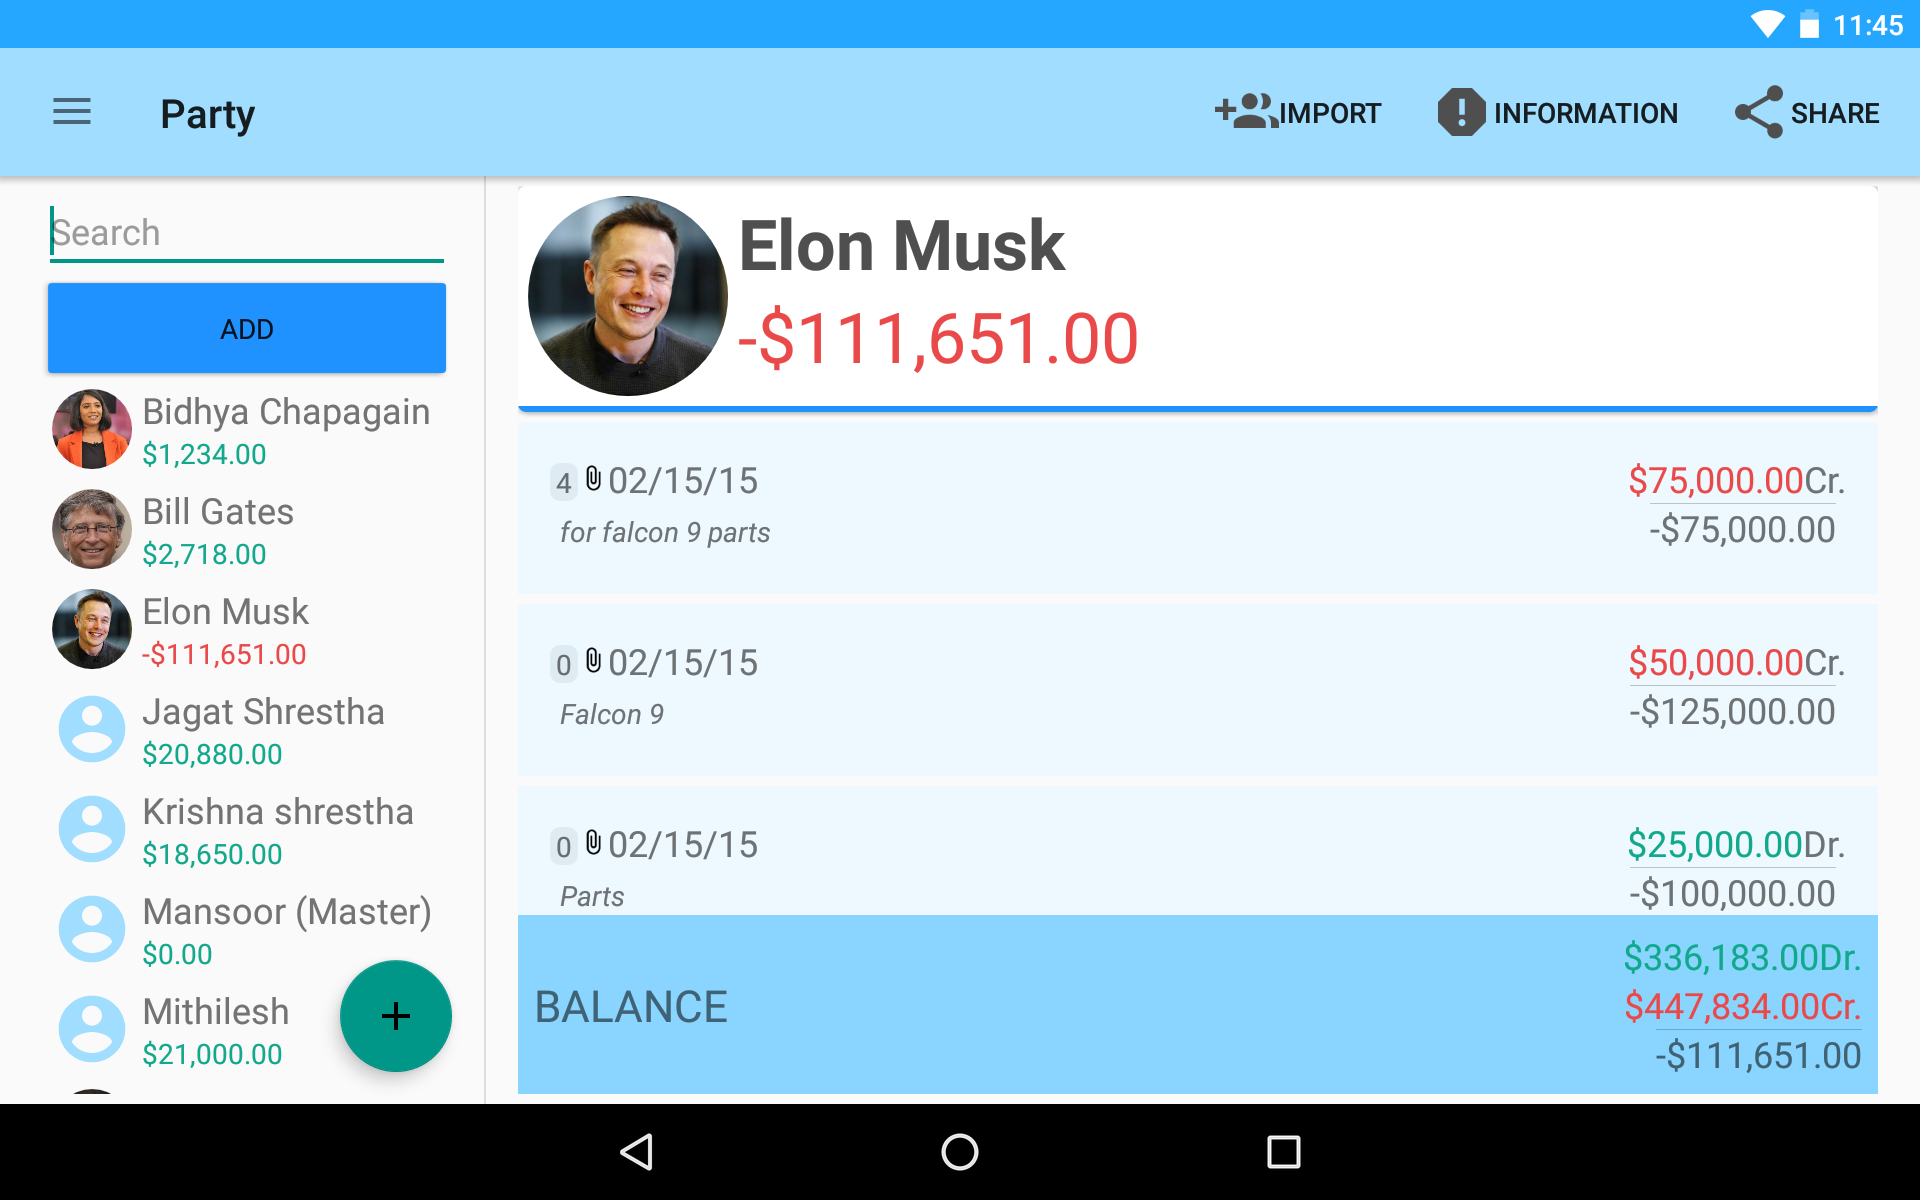 11:45
Party
IMPORT
INFORMATION
SHARE
Search
ADD
Bidhya Chapagain
$1,234.00
Bill Gates
$2,718.00
Elon Musk
-$111,651.00
Jagat Shrestha
$20,880.00
Krishna shrestha
$18,650.00
Mansoor (Master)
$0.00
Mithilesh
$21,000.00
Elon Musk
-$111,651.00
4 02/15/15 $75,000.00Cr.
for falcon 9 parts -$75,000.00
0 02/15/15 $50,000.00Cr.
Falcon 9 -$125,000.00
0 02/15/15 $25,000.00Dr.
Parts -$100,000.00
$336,183.00Dr.
BALANCE $447,834.00Cr.
-$111,651.00